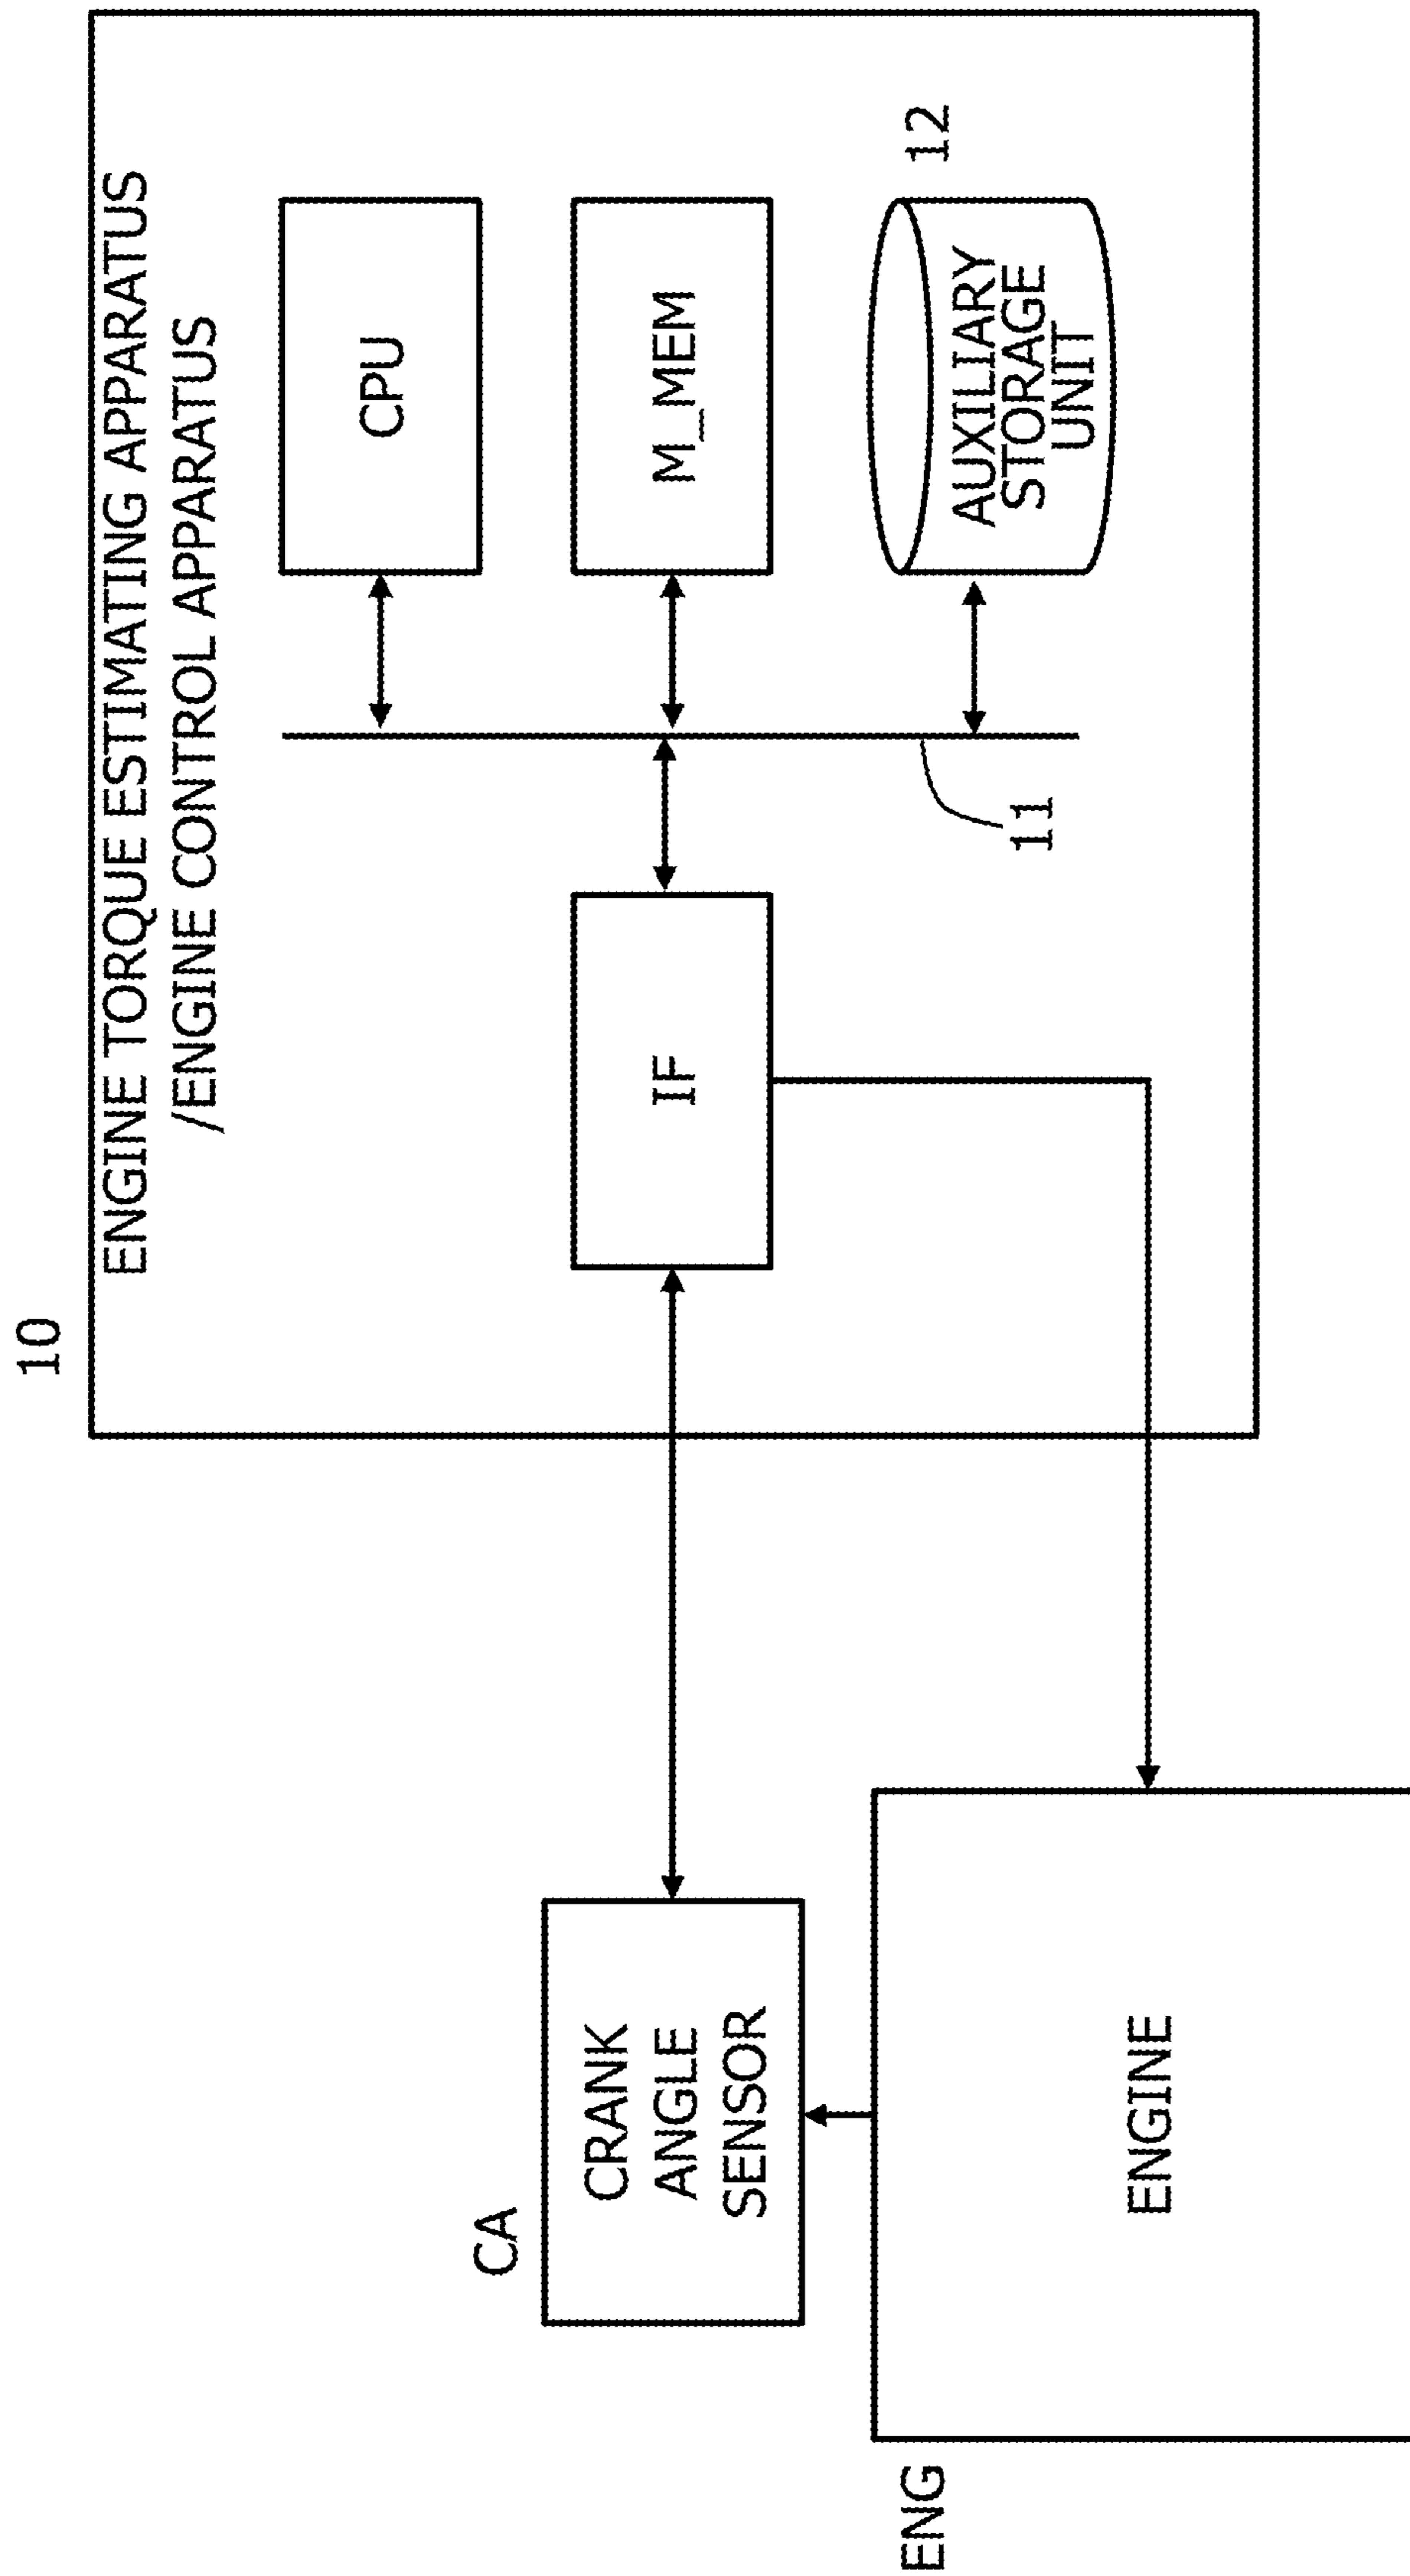 10
ENGINE TORQUE ESTIMATING APPARATUS
/ENGINE CONTROL APPARATUS
CPU
CA
CRANK
ANGLE
SENSOR
IF
M_MEM
11
12
AUXILIARY
STORAGE
UNIT
ENG
ENGINE